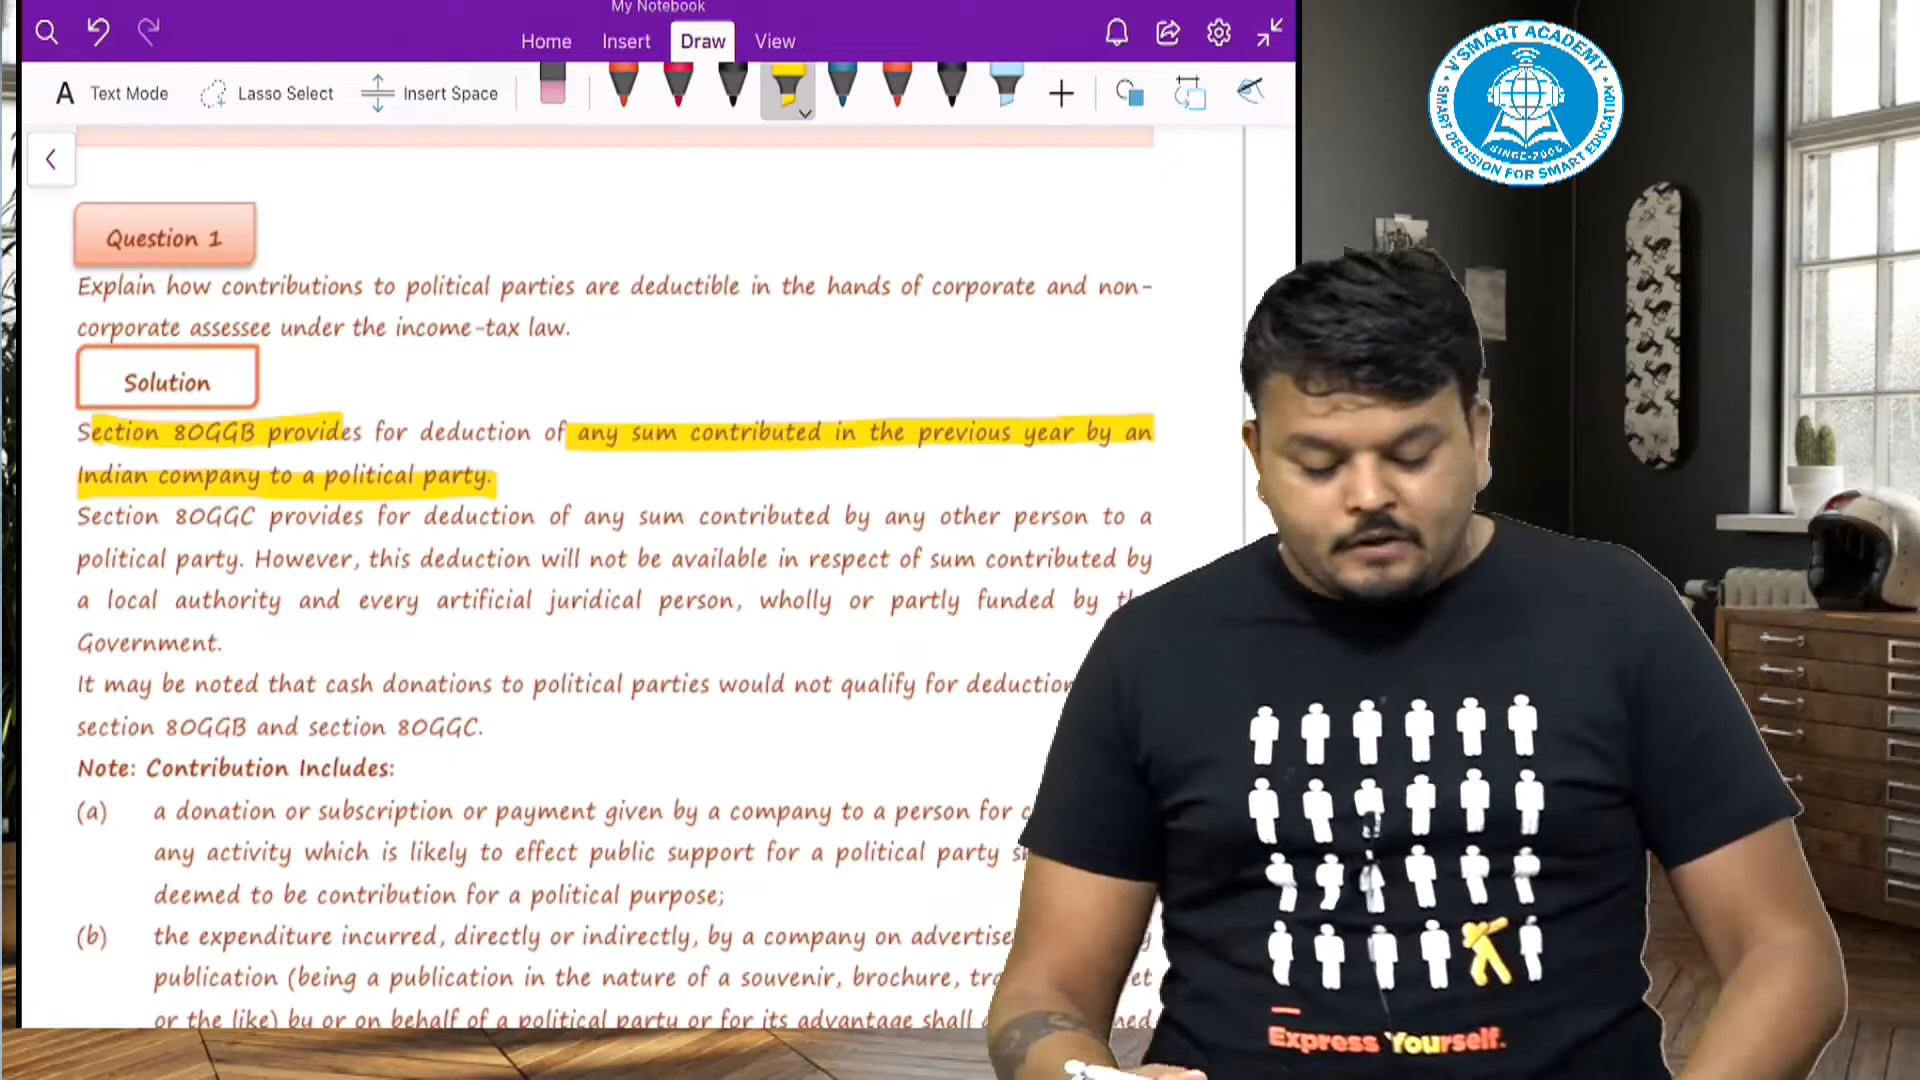 My Notebook
Home Insert Draw View
A Text Mode Lasso Select Insert Space
Question 1
Explain how contributions to political parties are deductible in the hands of corporate and non-
corporate assessee under the income-tax law.
Solution
Section 80GGB provides for deduction of any sum contributed in the previous year by an
Indian company to a political party.
Section 80GGC provides for deduction of any sum contributed by any other person to a
political party. However, this deduction will not be available in respect of sum contributed by
a local authority and every artificial juridical person, wholly or partly funded by
Government.
It may be noted that cash donations to political parties would not qualify for deduction
section 80GGB and section 80GGC.
Note: Contribution Includes:
(a) a donation or subscription or payment given by a company to a person for
any activity which is likely to effect public support for a political party
deemed to be contribution for a political purpose;
(b) the expenditure incurred, directly or indirectly, by a company on
publication (being a publication in the nature of a souvenir, brochure,
or the like) by or on behalf of a political party or for its advantage shall
V'SMART ACADEMY
SINCE-2006
SMART DECISION FOR SMART EDUCATION
Express Yourself.